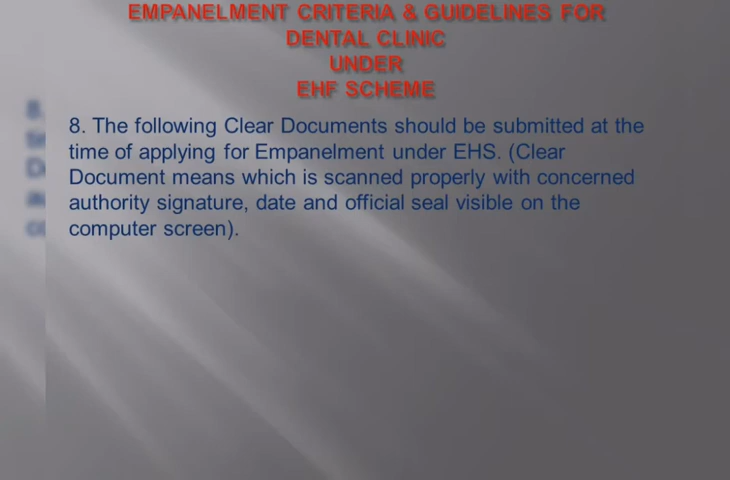 EMPANELMENT CRITERIA & GUIDELINES FOR
DENTAL CLINIC
UNDER
EHF SCHEME
8. The following Clear Documents should be submitted at the
time of applying for Empanelment under EHS. (Clear
Document means which is scanned properly with concerned
authority signature, date and official seal visible on the
computer screen).